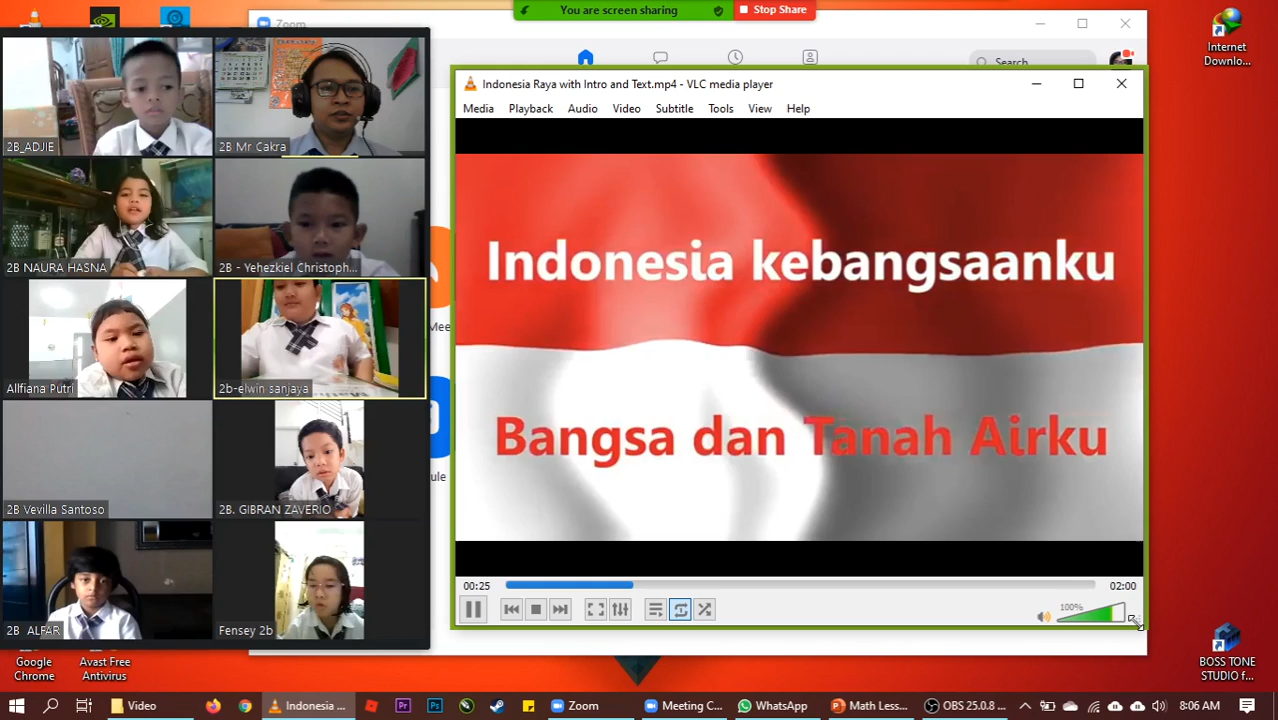 You are screen sharing
Stop Share
Zoom
Search
Internet
Downlo...
Indonesia Raya with Intro and Text.mp4 - VLC media player
Media Playback Audio Video Subtitle Tools View Help
2B_ADJIE
2B Mr Cakra
2B NAURA HASNA
2B - Yehezkiel Christoph...
Allfiana Putri
2b-elwin sanjaya
2B Vevilla Santoso
2B. GIBRAN ZAVERIO
2B ALFAR
Fensey 2b
Indonesia kebangsaanku
Bangsa dan Tanah Airku
00:25
02:00
100%
Google
Chrome
Avast Free
Antivirus
BOSS TONE
STUDIO f...
Video
Indonesia ...
Zoom
Meeting C...
WhatsApp
Math Less...
OBS 25.0.8 ...
8:06 AM